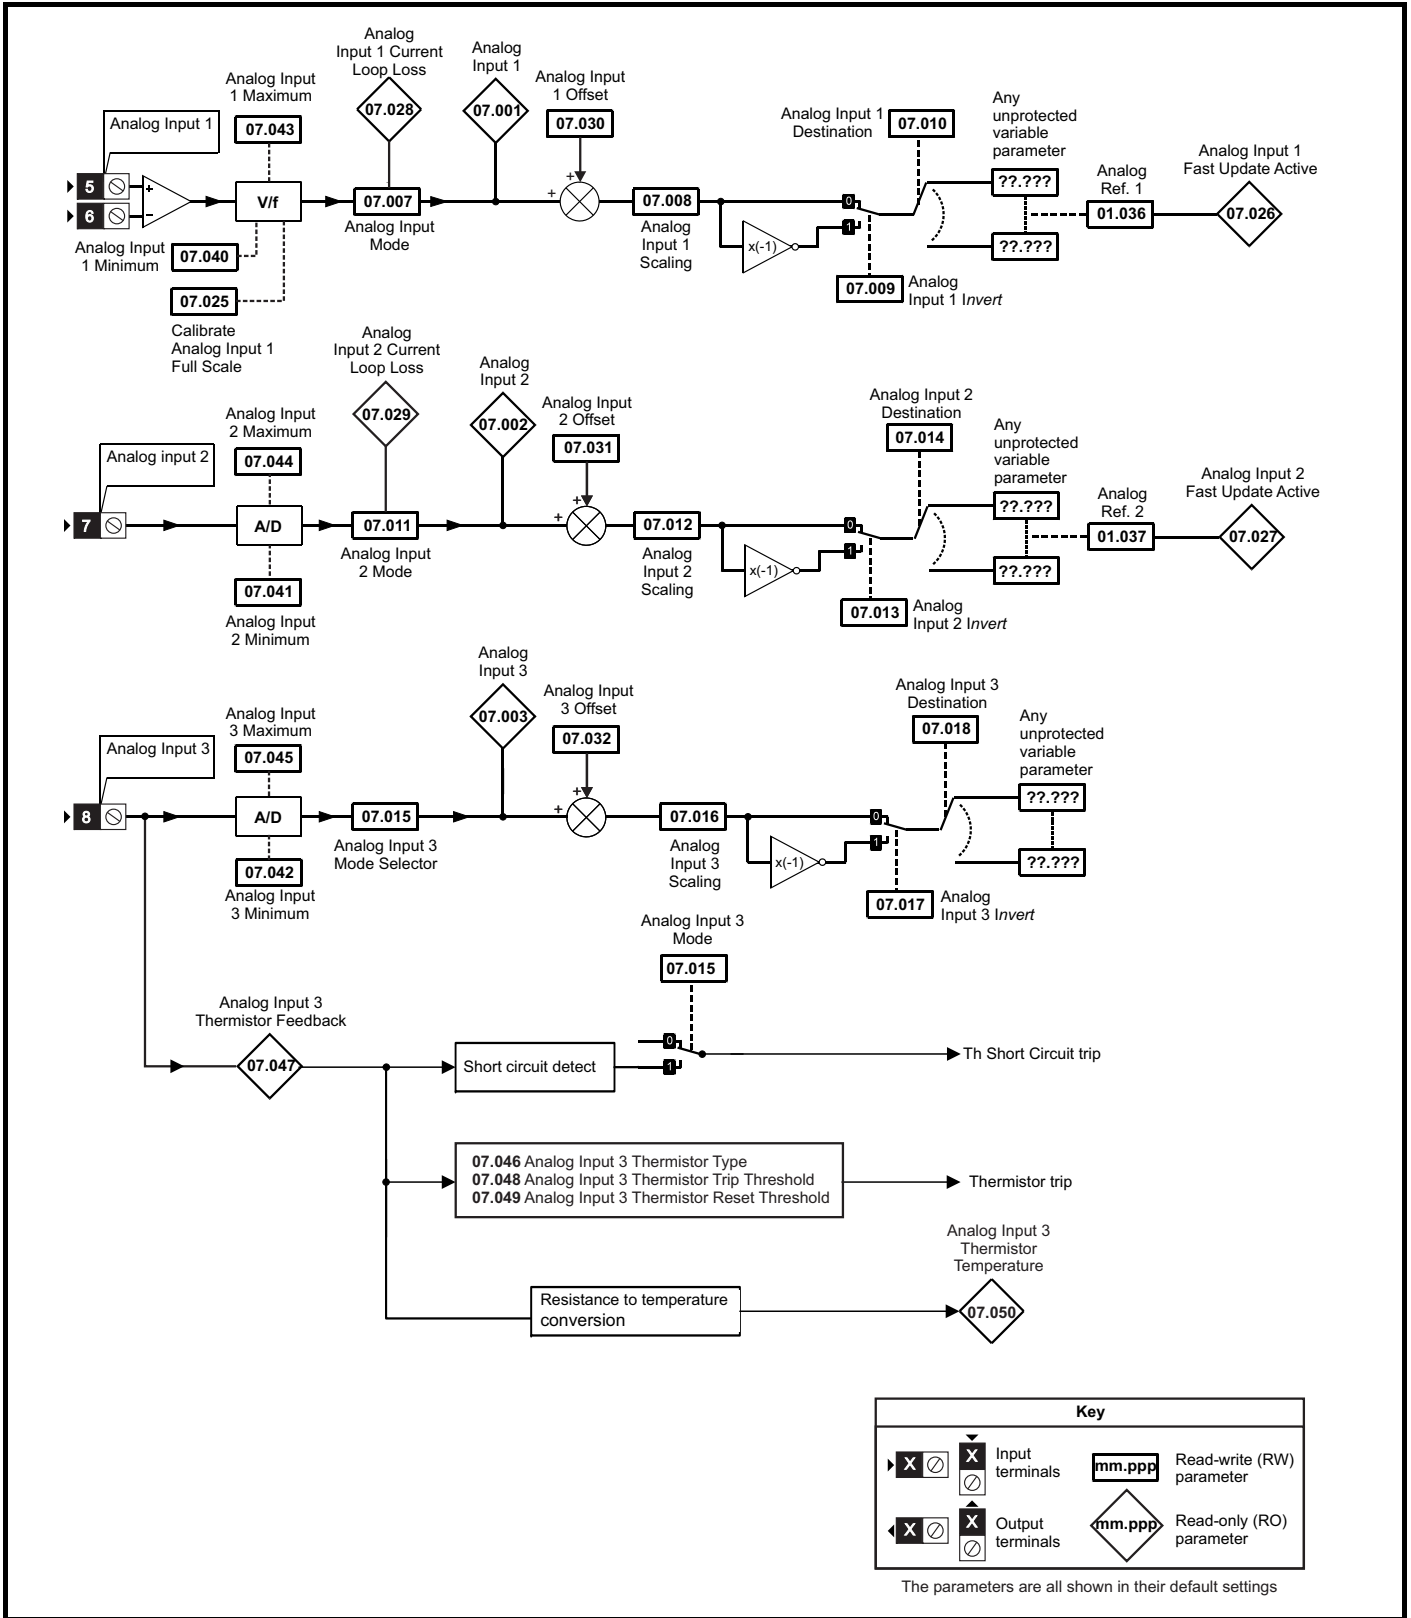 Analog
Input 1 Current
Loop Loss
07.028
Analog
Input 1
07.001
Analog Input
1 Maximum
07.043
Analog Input
1 Offset
07.030
Analog Input 1
5
6
+
−
V/f
07.007
Analog Input
Mode
+
+
07.008
Analog
Input 1
Scaling
x(-1)
Analog Input 1
Destination
07.010
0
1
07.009
Analog
Input 1 Invert
Any
unprotected
variable
parameter
??.???
??.???
Analog
Ref. 1
01.036
Analog Input 1
Fast Update Active
07.026
Analog Input
1 Minimum
07.040
07.025
Calibrate
Analog Input 1
Full Scale
Analog
Input 2 Current
Loop Loss
07.029
Analog
Input 2
07.002
Analog Input
2 Maximum
07.044
Analog Input
2 Offset
07.031
Analog input 2
7
A/D
07.011
Analog Input
2 Mode
07.041
Analog Input
2 Minimum
+
+
07.012
Analog
Input 2
Scaling
x(-1)
Analog Input 2
Destination
07.014
0
1
07.013
Analog
Input 2 Invert
Any
unprotected
variable
parameter
??.???
??.???
Analog
Ref. 2
01.037
Analog Input 2
Fast Update Active
07.027
Analog
Input 3
07.003
Analog Input
3 Maximum
07.045
Analog Input
3 Offset
07.032
Analog Input 3
8
A/D
07.015
Analog Input 3
Mode Selector
07.042
Analog Input
3 Minimum
+
+
07.016
Analog
Input 3
Scaling
x(-1)
Analog Input 3
Destination
07.018
0
1
07.017
Analog
Input 3 Invert
Any
unprotected
variable
parameter
??.???
??.???
Analog Input 3
Mode
07.015
Analog Input 3
Thermistor Feedback
07.047
Short circuit detect
0
1
Th Short Circuit trip
07.046 Analog Input 3 Thermistor Type
07.048 Analog Input 3 Thermistor Trip Threshold
07.049 Analog Input 3 Thermistor Reset Threshold
Thermistor trip
Analog Input 3
Thermistor
Temperature
07.050
Resistance to temperature
conversion
Key
X
X
Input
terminals
mm.ppp
Read-write (RW)
parameter
X
X
Output
terminals
mm.ppp
Read-only (RO)
parameter
The parameters are all shown in their default settings